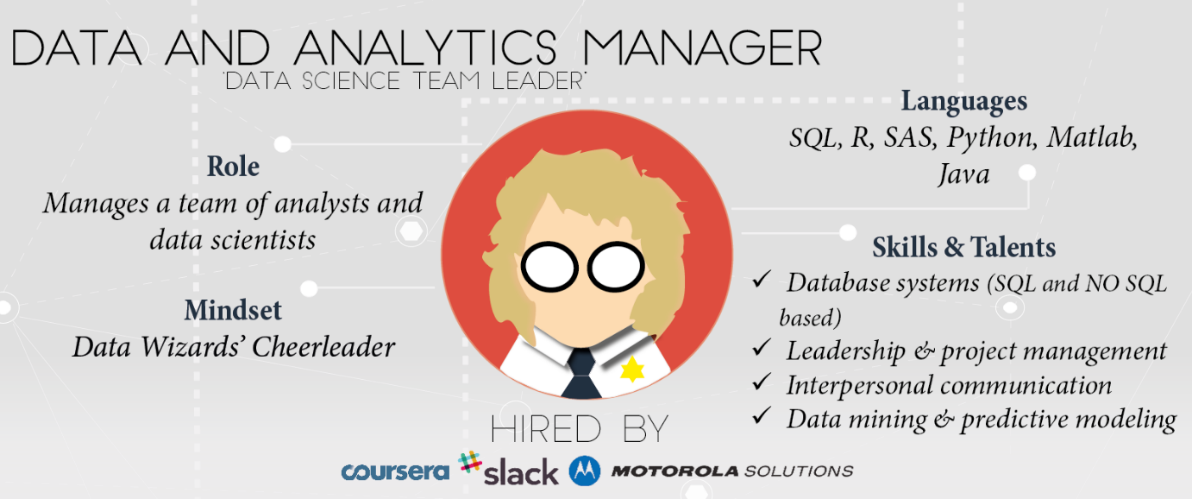 DATA AND ANALYTICS MANAGER
'DATA SCIENCE TEAM LEADER'
Role
Manages a team of analysts and
data scientists
Mindset
Data Wizards' Cheerleader
Languages
SQL, R, SAS, Python, Matlab,
Java
Skills & Talents
✓ Database systems (SQL and NO SQL
based)
✓ Leadership & project management
✓ Interpersonal communication
✓ Data mining & predictive modeling
HIRED BY
coursera slack MOTOROLA SOLUTIONS